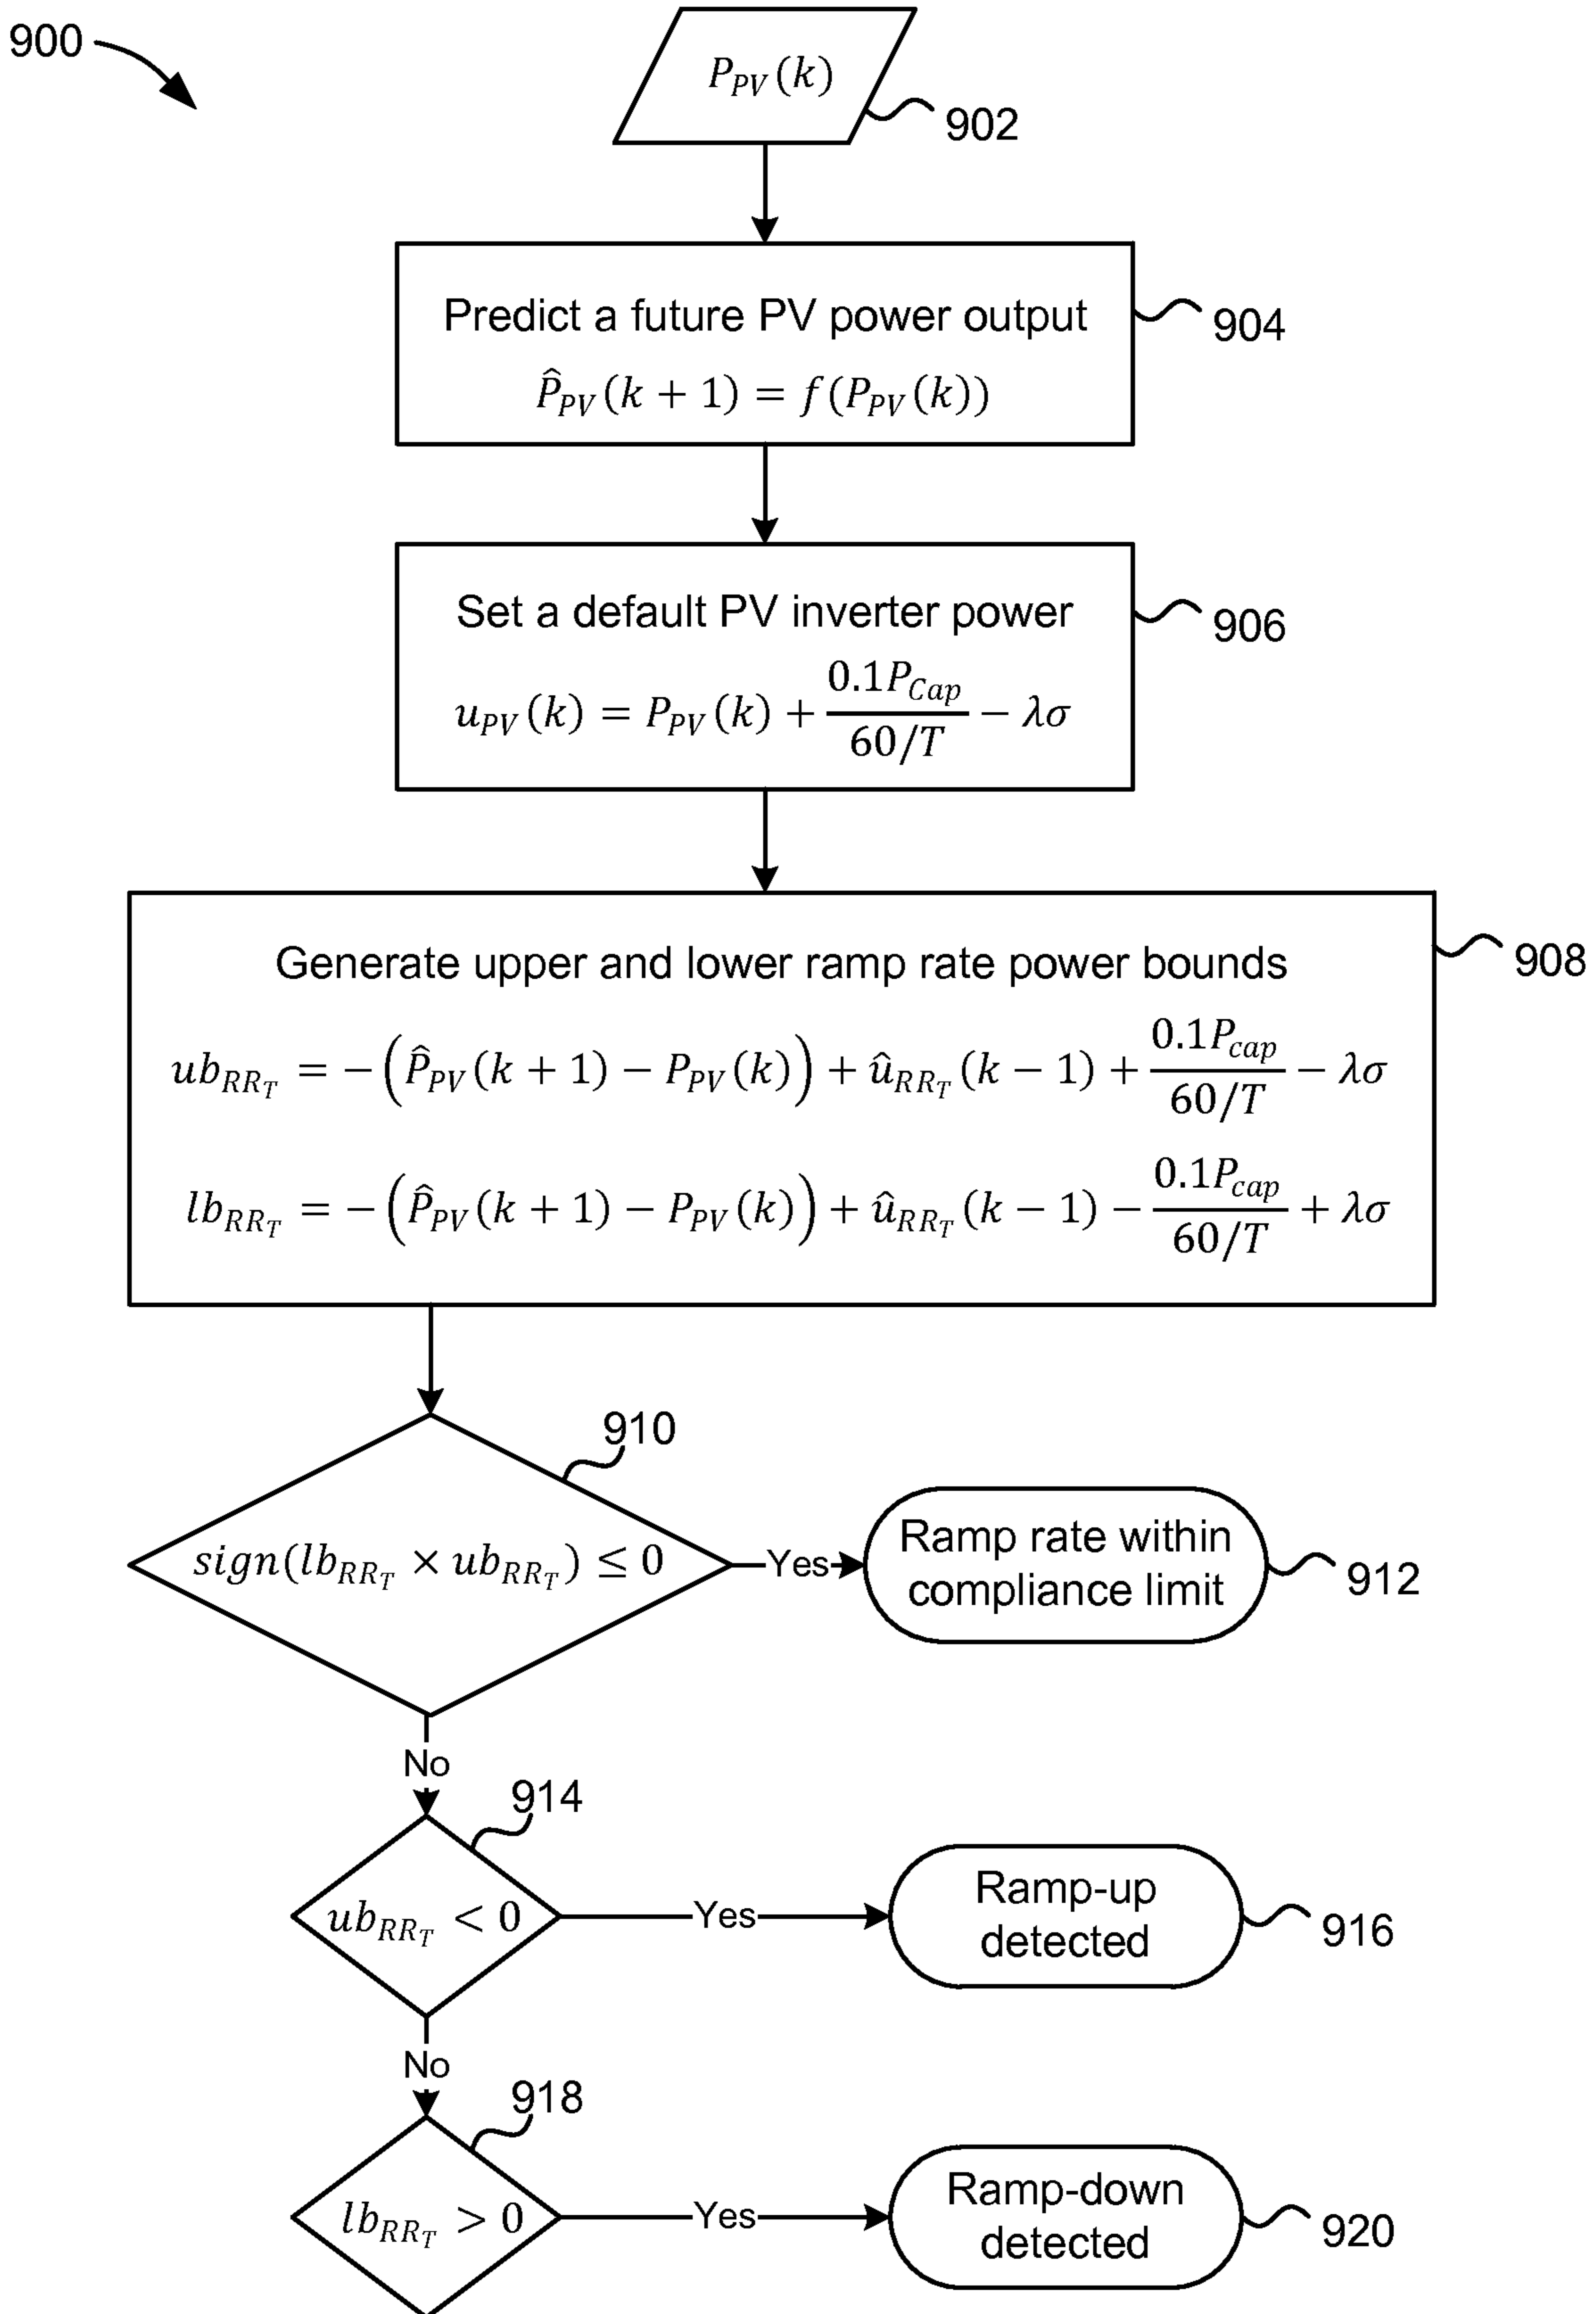 900
P_{PV}(k)
902
Predict a future PV power output
904
P̂_{PV}(k + 1) = f(P_{PV}(k))
Set a default PV inverter power
906
u_{PV}(k) = P_{PV}(k) + \frac{0.1P_{Cap}}{60/T} − λσ
Generate upper and lower ramp rate power bounds
908
ub_{RR_T} = −(P̂_{PV}(k + 1) − P_{PV}(k)) + û_{RR_T}(k − 1) + \frac{0.1P_{cap}}{60/T} − λσ
lb_{RR_T} = −(P̂_{PV}(k + 1) − P_{PV}(k)) + û_{RR_T}(k − 1) − \frac{0.1P_{cap}}{60/T} + λσ
910
sign(lb_{RR_T} × ub_{RR_T}) ≤ 0
Yes
Ramp rate within
compliance limit
912
No
914
ub_{RR_T} < 0
Yes
Ramp-up
detected
916
No
918
lb_{RR_T} > 0
Yes
Ramp-down
detected
920